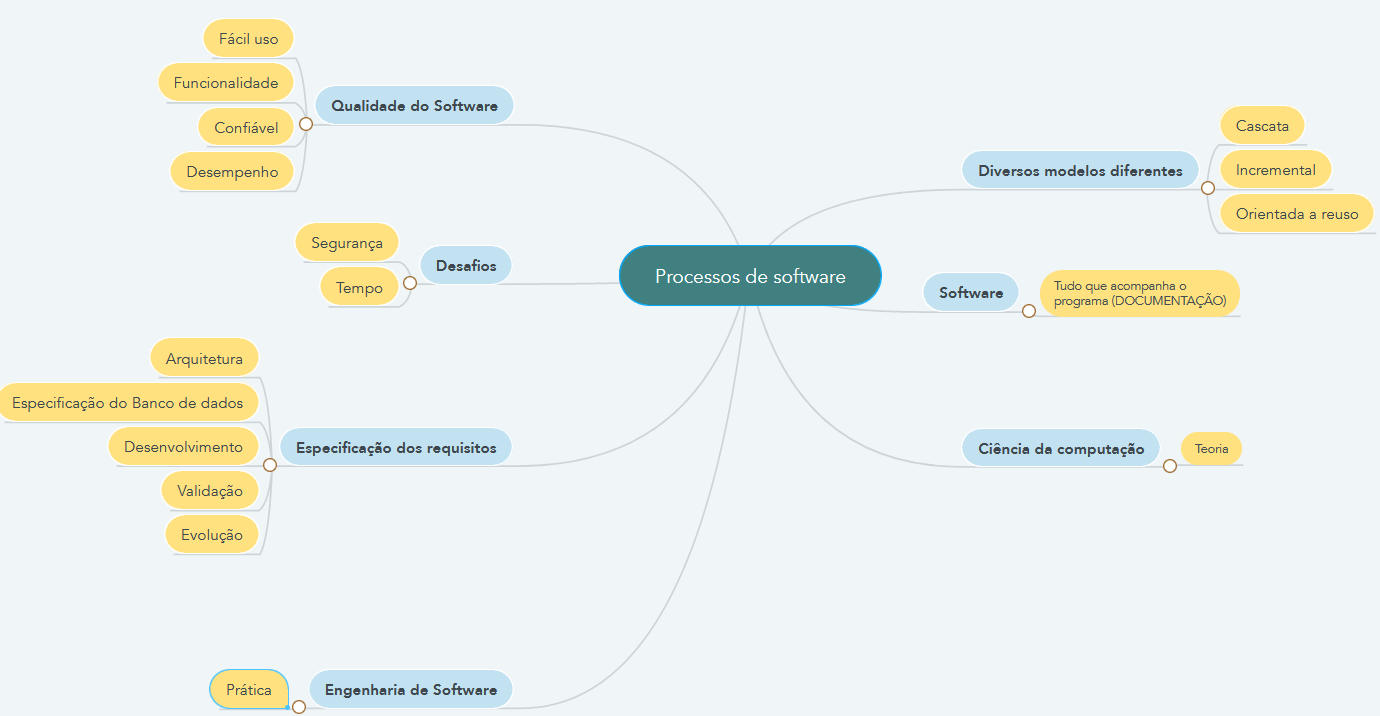 Processos de software
Qualidade do Software
Fácil uso
Funcionalidade
Confiável
Desempenho
Desafios
Segurança
Tempo
Especificação dos requisitos
Arquitetura
Especificação do Banco de dados
Desenvolvimento
Validação
Evolução
Engenharia de Software
Prática
Diversos modelos diferentes
Cascata
Incremental
Orientada a reuso
Software
Tudo que acompanha o
programa (DOCUMENTAÇÃO)
Ciência da computação
Teoria